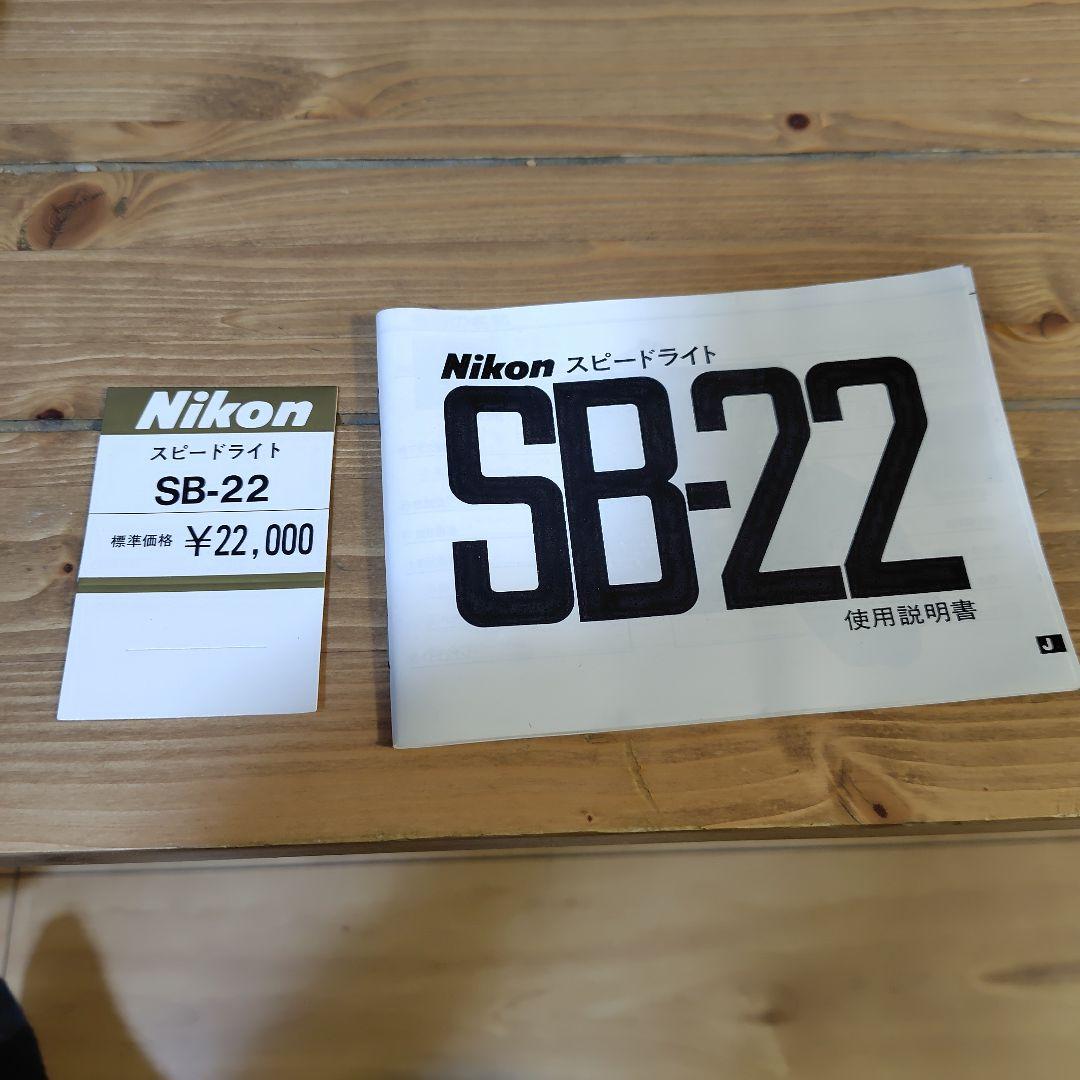 Nikon
スピードライト
SB-22
標準価格 ¥22,000
Nikon スピードライト
SB-22
使用説明書
J